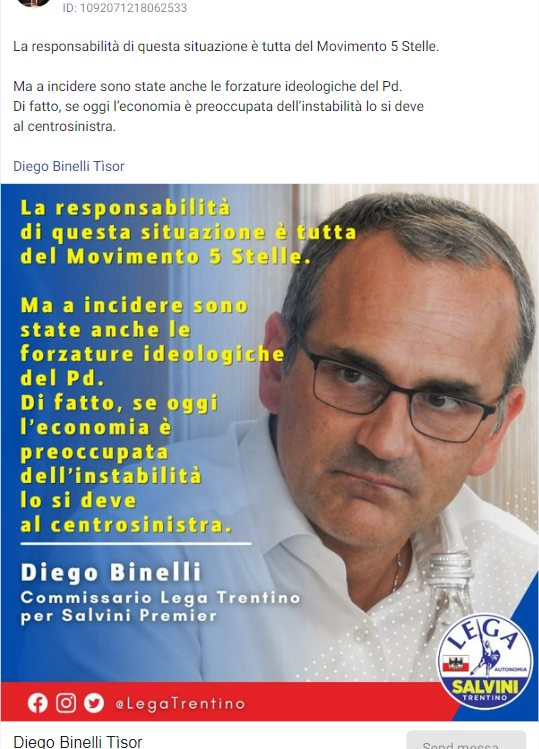 ID: 1092071218062533
La responsabilità di questa situazione è tutta del Movimento 5 Stelle.
Ma a incidere sono state anche le forzature ideologiche del Pd.
Di fatto, se oggi l'economia è preoccupata dell'instabilità lo si deve
al centrosinistra.
Diego Binelli Tìsor
La responsabilità
di questa situazione è tutta
del Movimento 5 Stelle.
Ma a incidere sono
state anche le
forzature ideologiche
del Pd.
Di fatto, se oggi
l'economia è
preoccupata
dell'instabilità
lo si deve
al centrosinistra.
Diego Binelli
Commissario Lega Trentino
per Salvini Premier
LEGA
AUTONOMIA
SALVINI
TRENTINO
@LegaTrentino
Diego Binelli Tìsor
Send messa